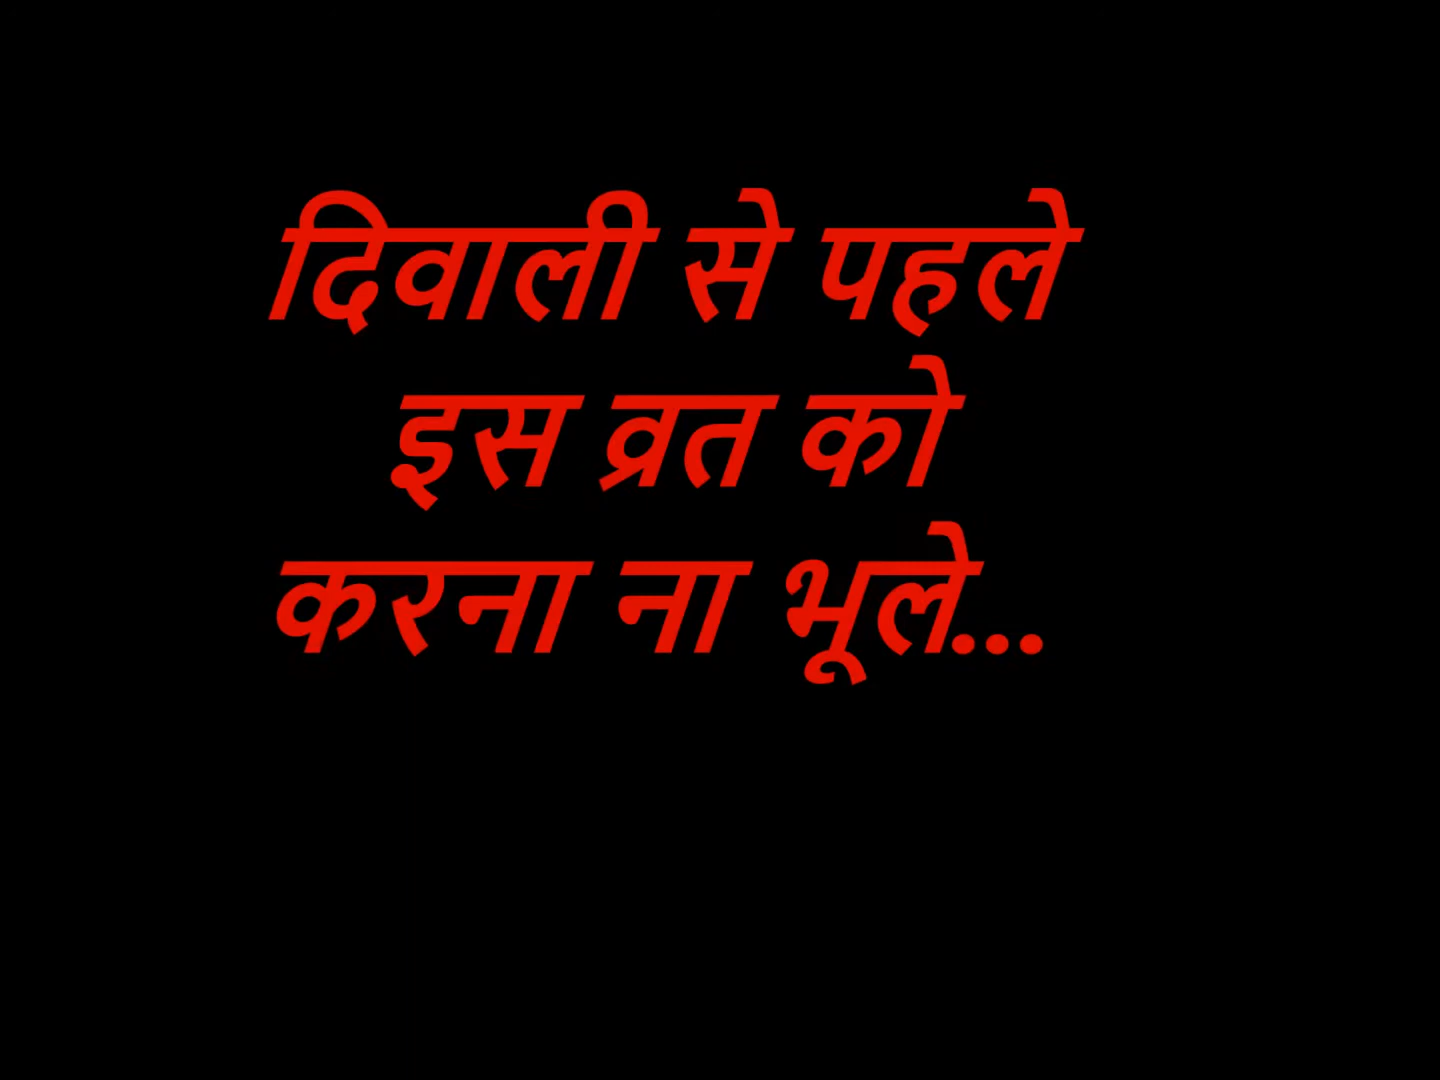 दिवाली से पहले
इस व्रत को
करना ना भूले...